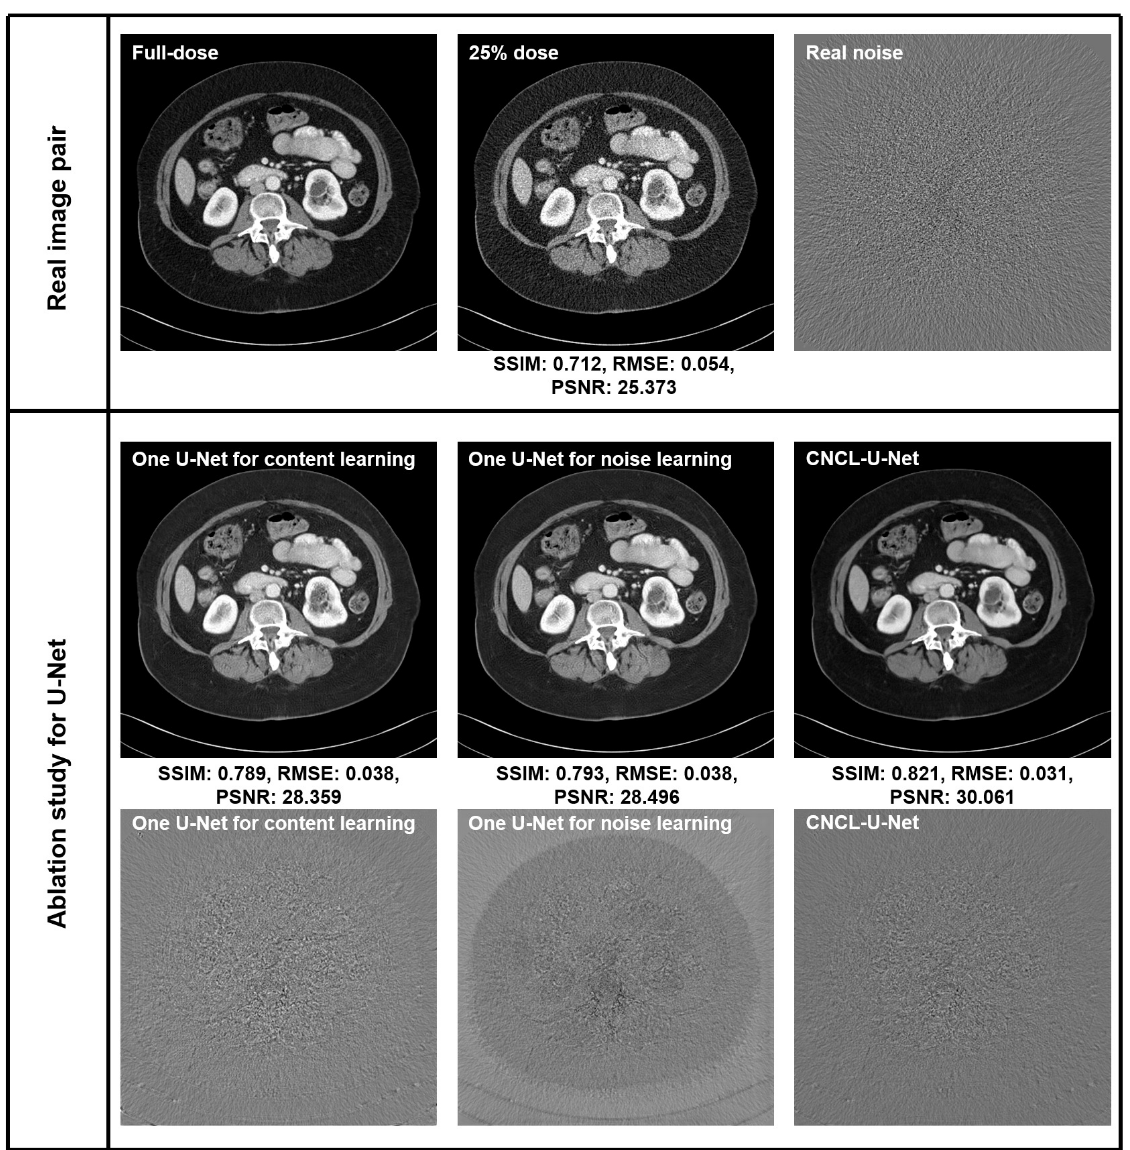 Real image pair
Full-dose
25% dose
Real noise
SSIM: 0.712, RMSE: 0.054,
PSNR: 25.373
Ablation study for U-Net
One U-Net for content learning
One U-Net for noise learning
CNCL-U-Net
SSIM: 0.789, RMSE: 0.038,
PSNR: 28.359
SSIM: 0.793, RMSE: 0.038,
PSNR: 28.496
SSIM: 0.821, RMSE: 0.031,
PSNR: 30.061
One U-Net for content learning
One U-Net for noise learning
CNCL-U-Net